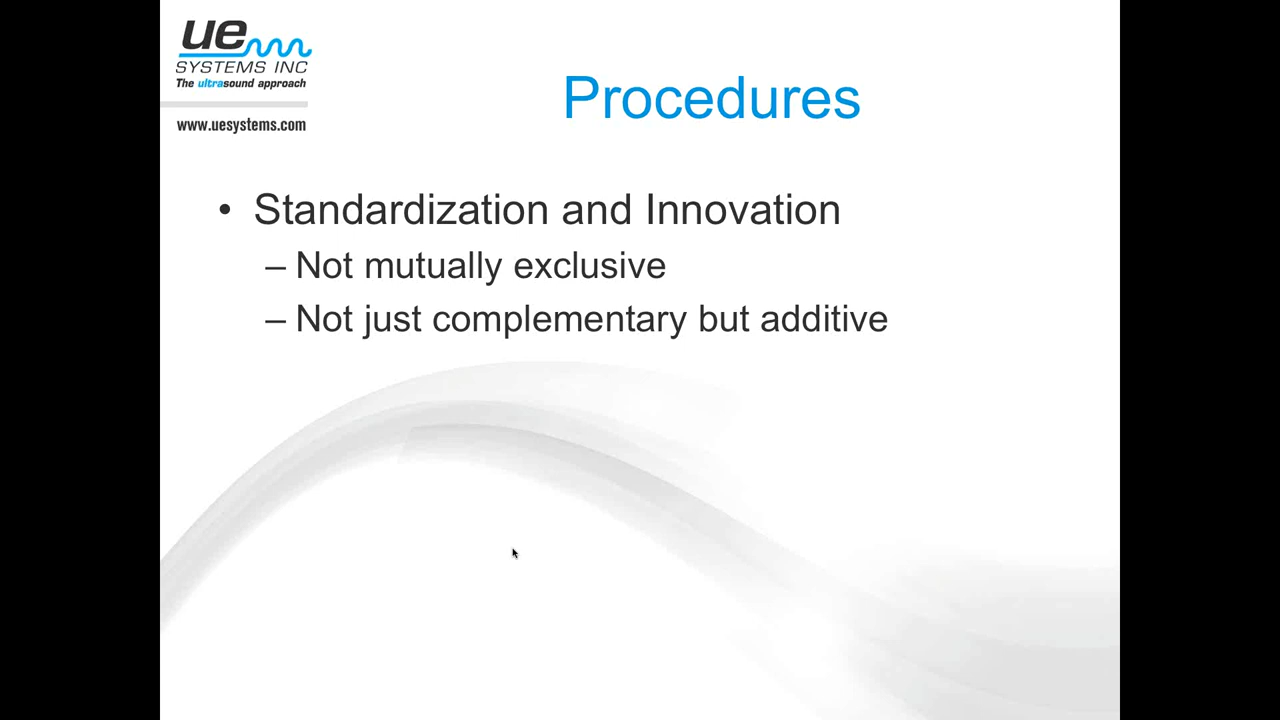 ue
SYSTEMS INC
The ultrasound approach
www.uesystems.com
Procedures
• Standardization and Innovation
– Not mutually exclusive
– Not just complementary but additive